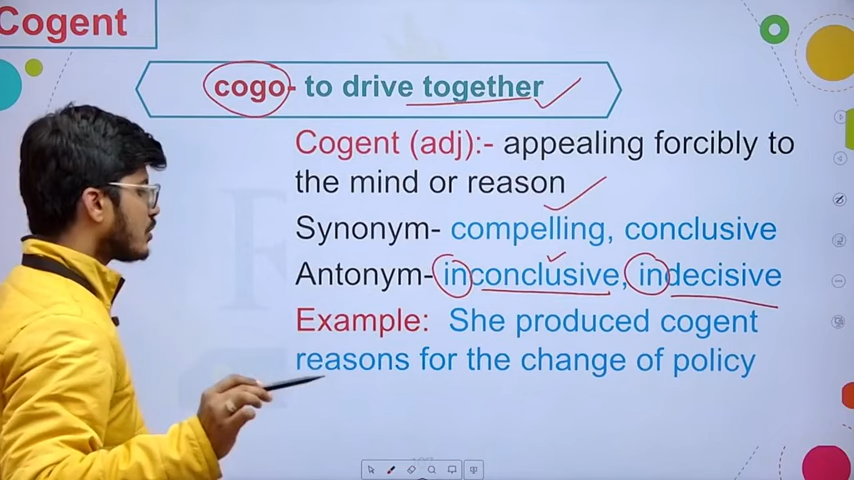 Cogent
cogo- to drive together
Cogent (adj):- appealing forcibly to
the mind or reason
Synonym- compelling, conclusive
Antonym- inconclusive, indecisive
Example: She produced cogent
reasons for the change of policy